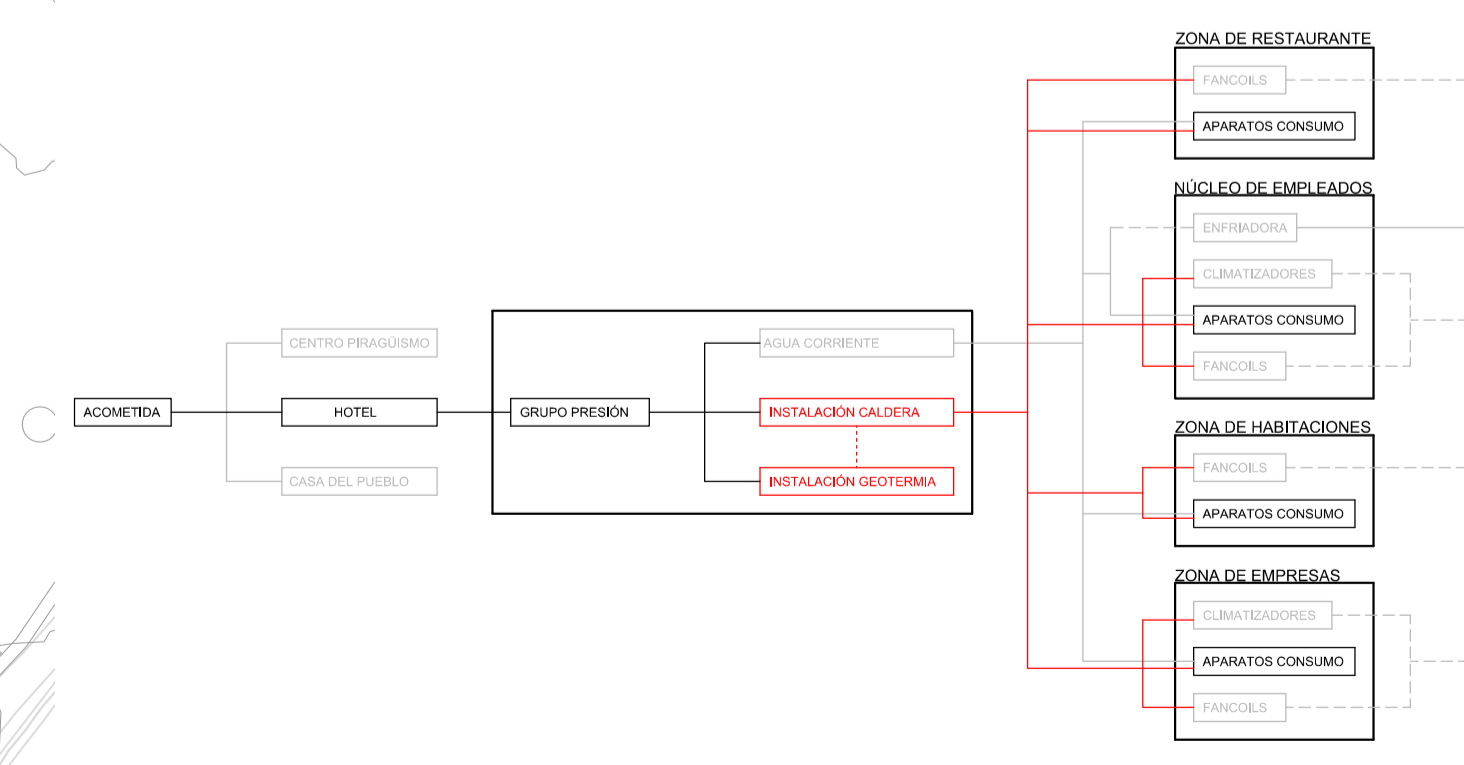 ACOMETIDA
CENTRO PIRAGÜISMO
HOTEL
CASA DEL PUEBLO
GRUPO PRESIÓN
AGUA CORRIENTE
INSTALACIÓN CALDERA
INSTALACIÓN GEOTERMIA
ZONA DE RESTAURANTE
FANCOILS
APARATOS CONSUMO
NÚCLEO DE EMPLEADOS
ENFRIADORA
CLIMATIZADORES
APARATOS CONSUMO
FANCOILS
ZONA DE HABITACIONES
FANCOILS
APARATOS CONSUMO
ZONA DE EMPRESAS
CLIMATIZADORES
APARATOS CONSUMO
FANCOILS